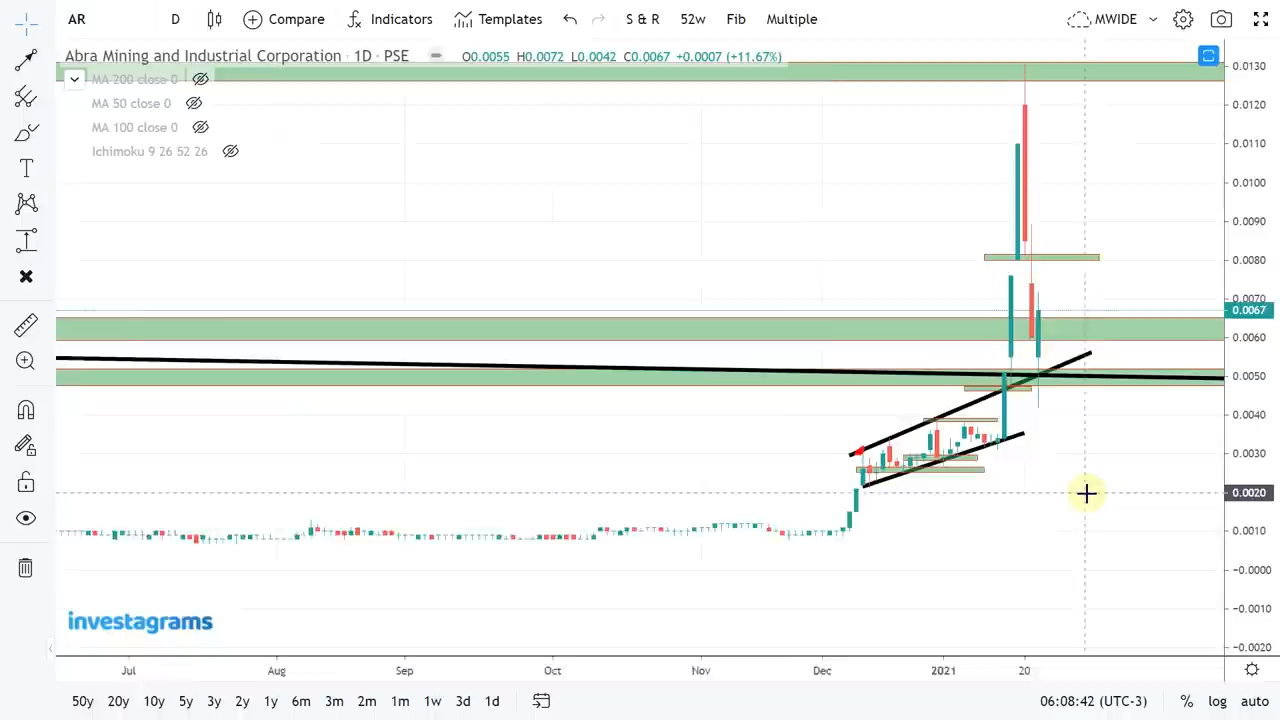 AR D Compare Indicators Templates S & R 52w Fib Multiple MWIDE
Abra Mining and Industrial Corporation · 1D · PSE O0.0055 H0.0072 L0.0042 C0.0067 +0.0007 (+11.67%)
MA 200 close 0
MA 50 close 0
MA 100 close 0
Ichimoku 9 26 52 26
0.0130
0.0120
0.0110
0.0100
0.0090
0.0080
0.0070
0.0067
0.0060
0.0050
0.0040
0.0030
0.0020
0.0010
−0.0000
−0.0010
−0.0020
investagrams
Jul Aug Sep Oct Nov Dec 2021 20
50y 20y 10y 5y 3y 2y 1y 6m 3m 2m 1m 1w 3d 1d 06:08:42 (UTC-3) % log auto